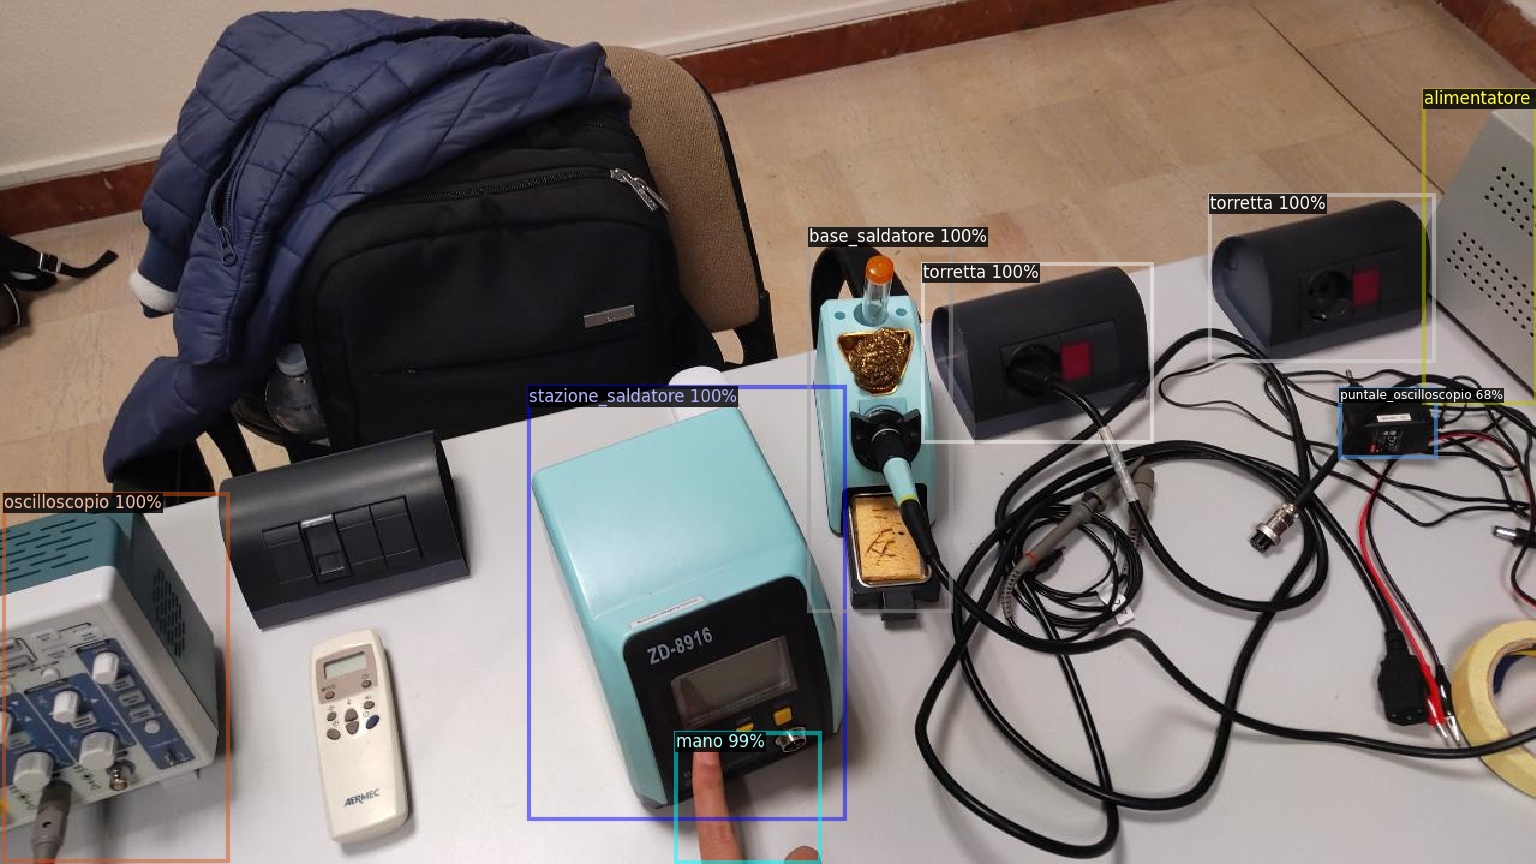 alimentatore
torretta 100%
base_saldatore 100%
torretta 100%
stazione_saldatore 100%
puntale_oscilloscopio 68%
oscilloscopio 100%
ZD-8916
mano 99%
AERMEC